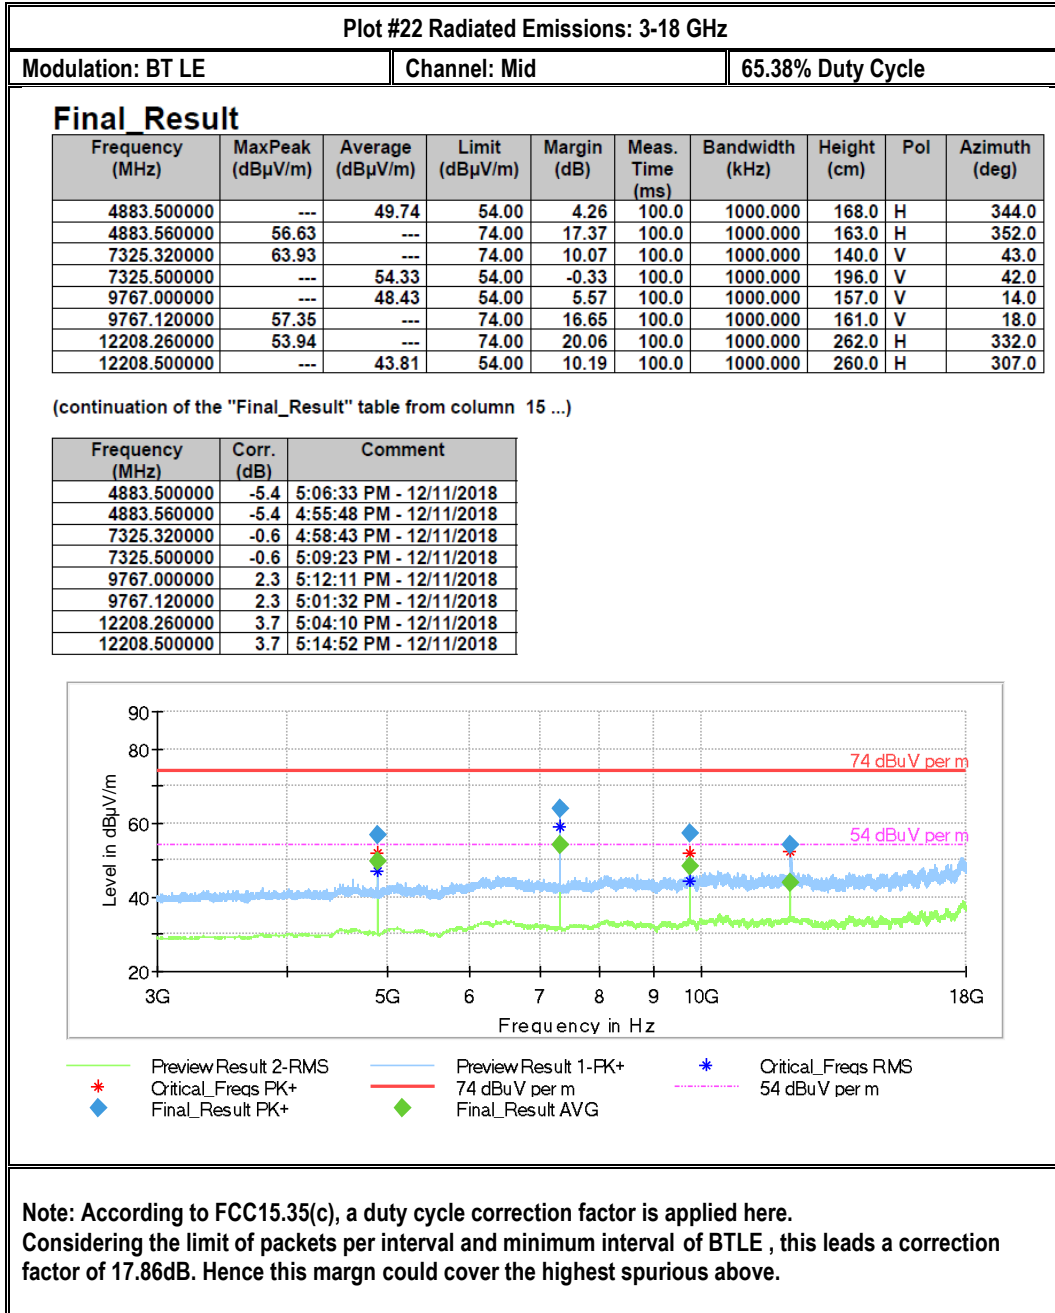 Plot #22 Radiated Emissions: 3-18 GHz
Modulation: BT LE Channel: Mid 65.38% Duty Cycle
Final_Result
Frequency (MHz) MaxPeak (dBµV/m) Average (dBµV/m) Limit (dBµV/m) Margin (dB) Meas. Time (ms) Bandwidth (kHz) Height (cm) Pol Azimuth (deg)
4883.500000 --- 49.74 54.00 4.26 100.0 1000.000 168.0 H 344.0
4883.560000 56.63 --- 74.00 17.37 100.0 1000.000 163.0 H 352.0
7325.320000 63.93 --- 74.00 10.07 100.0 1000.000 140.0 V 43.0
7325.500000 --- 54.33 54.00 -0.33 100.0 1000.000 196.0 V 42.0
9767.000000 --- 48.43 54.00 5.57 100.0 1000.000 157.0 V 14.0
9767.120000 57.35 --- 74.00 16.65 100.0 1000.000 161.0 V 18.0
12208.260000 53.94 --- 74.00 20.06 100.0 1000.000 262.0 H 332.0
12208.500000 --- 43.81 54.00 10.19 100.0 1000.000 260.0 H 307.0
(continuation of the "Final_Result" table from column 15 ...)
Frequency (MHz) Corr. (dB) Comment
4883.500000 -5.4 5:06:33 PM - 12/11/2018
4883.560000 -5.4 4:55:48 PM - 12/11/2018
7325.320000 -0.6 4:58:43 PM - 12/11/2018
7325.500000 -0.6 5:09:23 PM - 12/11/2018
9767.000000 2.3 5:12:11 PM - 12/11/2018
9767.120000 2.3 5:01:32 PM - 12/11/2018
12208.260000 3.7 5:04:10 PM - 12/11/2018
12208.500000 3.7 5:14:52 PM - 12/11/2018
90
80
74 dBuV per m
60
54 dBuV per m
40
20
Level in dBµV/m
3G 5G 6 7 8 9 10G 18G
Frequency in Hz
Preview Result 2-RMS Preview Result 1-PK+ Critical_Freqs RMS
Critical_Freqs PK+ 74 dBuV per m 54 dBuV per m
Final_Result PK+ Final_Result AVG
Note: According to FCC15.35(c), a duty cycle correction factor is applied here.
Considering the limit of packets per interval and minimum interval of BTLE , this leads a correction
factor of 17.86dB. Hence this margn could cover the highest spurious above.